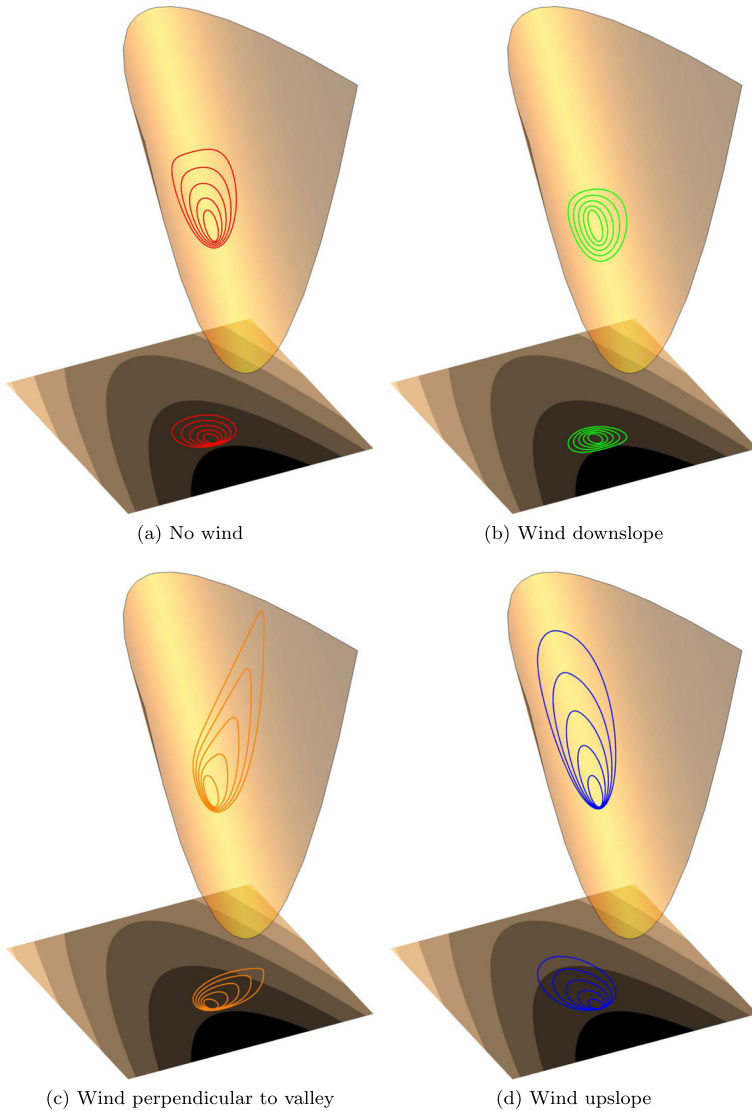 (a) No wind
(b) Wind downslope
(c) Wind perpendicular to valley
(d) Wind upslope